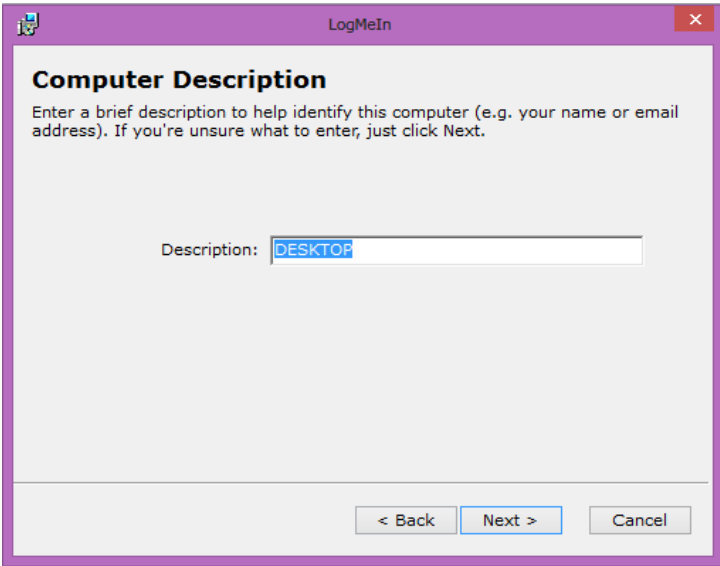 LogMeIn
Computer Description
Enter a brief description to help identify this computer (e.g. your name or email
address). If you're unsure what to enter, just click Next.
Description: DESKTOP
< Back Next > Cancel